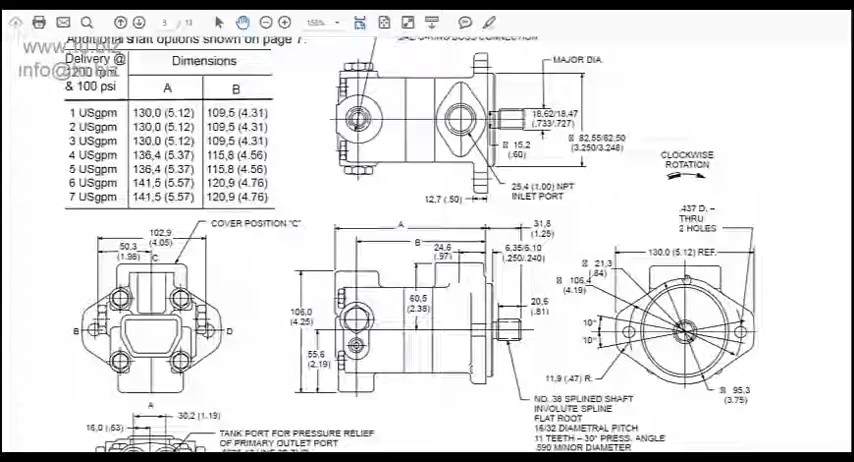 3 / 13
158%
Additional shaft options shown on page 7.
www.tu.biz
Delivery @ Dimensions
info@tu.biz
1200 rpm
& 100 psi A B
1 USgpm 130,0 (5.12) 109,5 (4.31)
2 USgpm 130,0 (5.12) 109,5 (4.31)
3 USgpm 130.0 (5.12) 109,5 (4.31)
4 USgpm 136,4 (5.37) 115,8 (4.56)
5 USgpm 136,4 (5.37) 115,8 (4.56)
6 USgpm 141,5 (5.57) 120,9 (4.76)
7 USgpm 141,5 (5.57) 120,9 (4.76)
MAJOR DIA.
18,62/18,47
(.733/.727)
82,55/82,50
(3.250/3.248)
15,2
(.60)
25,4 (1.00) NPT
INLET PORT
12,7 (.50)
CLOCKWISE
ROTATION
.437 D. –
THRU
2 HOLES
COVER POSITION "C"
102,9
(4.05)
50,3
(1.98)
C
B
D
A
30,2 (1.19)
16,0 (.63)
TANK PORT FOR PRESSURE RELIEF
OF PRIMARY OUTLET PORT
A
B
31,8
(1.25)
24,6
(.97)
6,35/6,10
(.250/.240)
106,0
(4.25)
60,5
(2.38)
20,6
(.81)
55,6
(2.19)
130.0 (5.12) REF.
21,3
(.84)
106,4
(4.19)
10°
10°
11,9 (.47) R.
95,3
(3.75)
NO. 38 SPLINED SHAFT
INVOLUTE SPLINE
FLAT ROOT
16/32 DIAMETRAL PITCH
11 TEETH – 30° PRESS. ANGLE
.590 MINOR DIAMETER